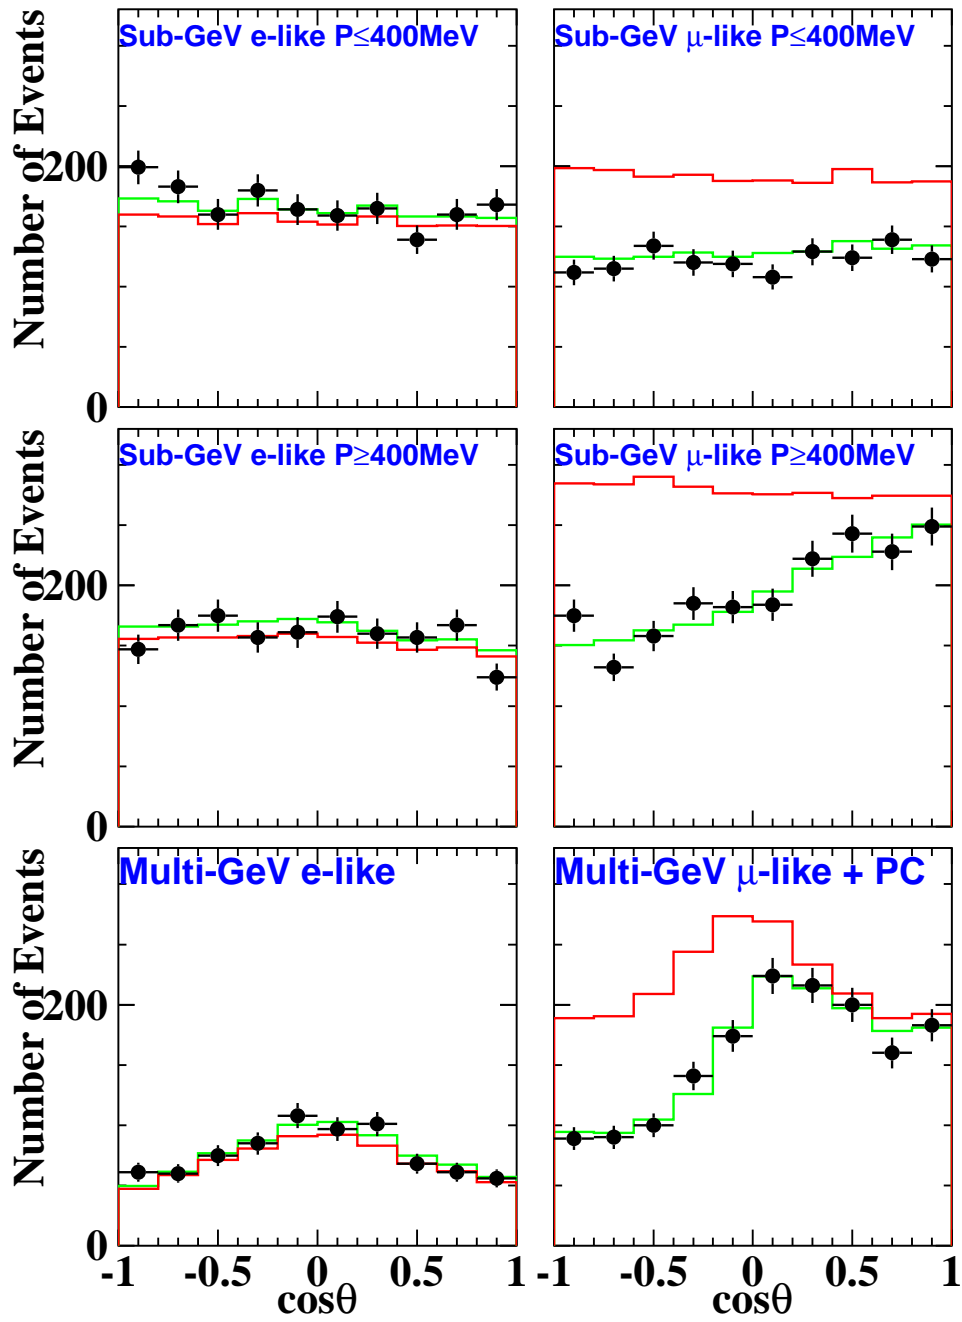 Sub-GeV e-like P≤400MeV
Sub-GeV μ-like P≤400MeV
Number of Events
200
0
Sub-GeV e-like P≥400MeV
Sub-GeV μ-like P≥400MeV
Number of Events
200
0
Multi-GeV e-like
Multi-GeV μ-like + PC
Number of Events
200
0
-1 -0.5 0 0.5 1
-1 -0.5 0 0.5 1
cosθ
cosθ